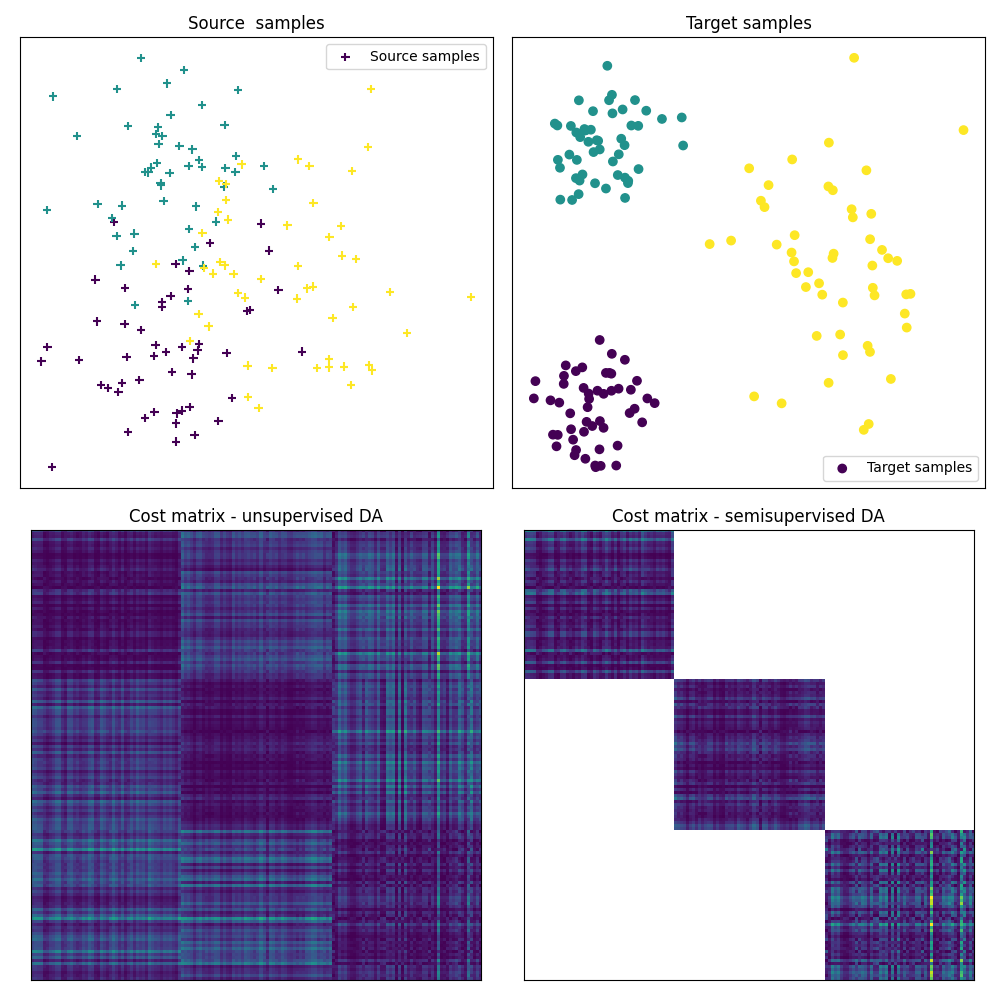 Source  samples
Target samples
Source samples
Target samples
Cost matrix - unsupervised DA
Cost matrix - semisupervised DA